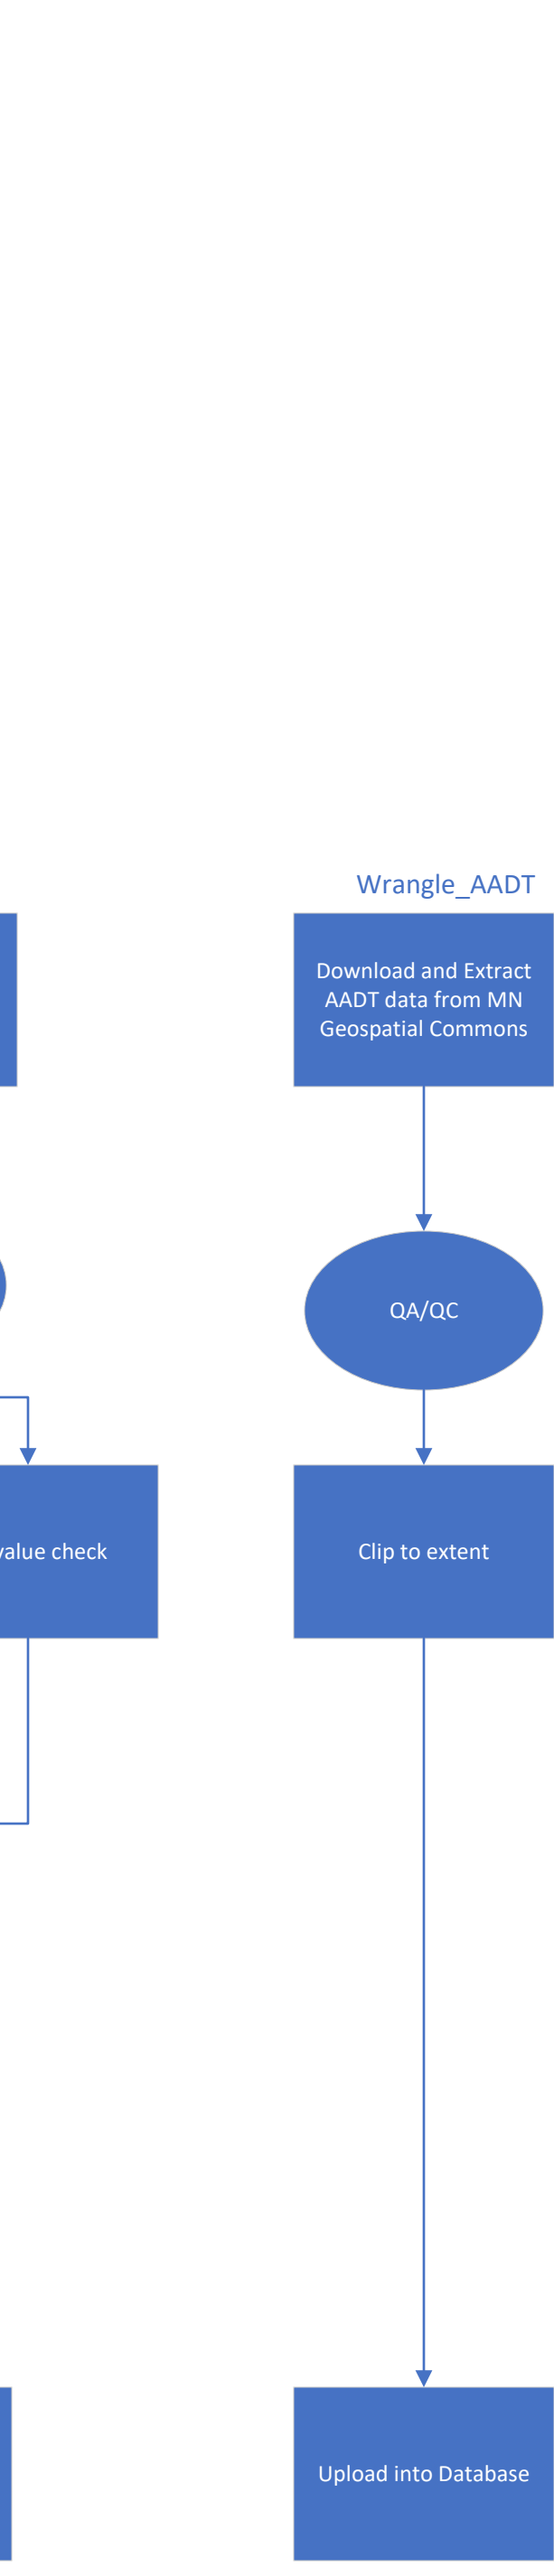 Wrangle_AADT
Download and Extract
AADT data from MN
Geospatial Commons
QA/QC
value check
Clip to extent
Upload into Database